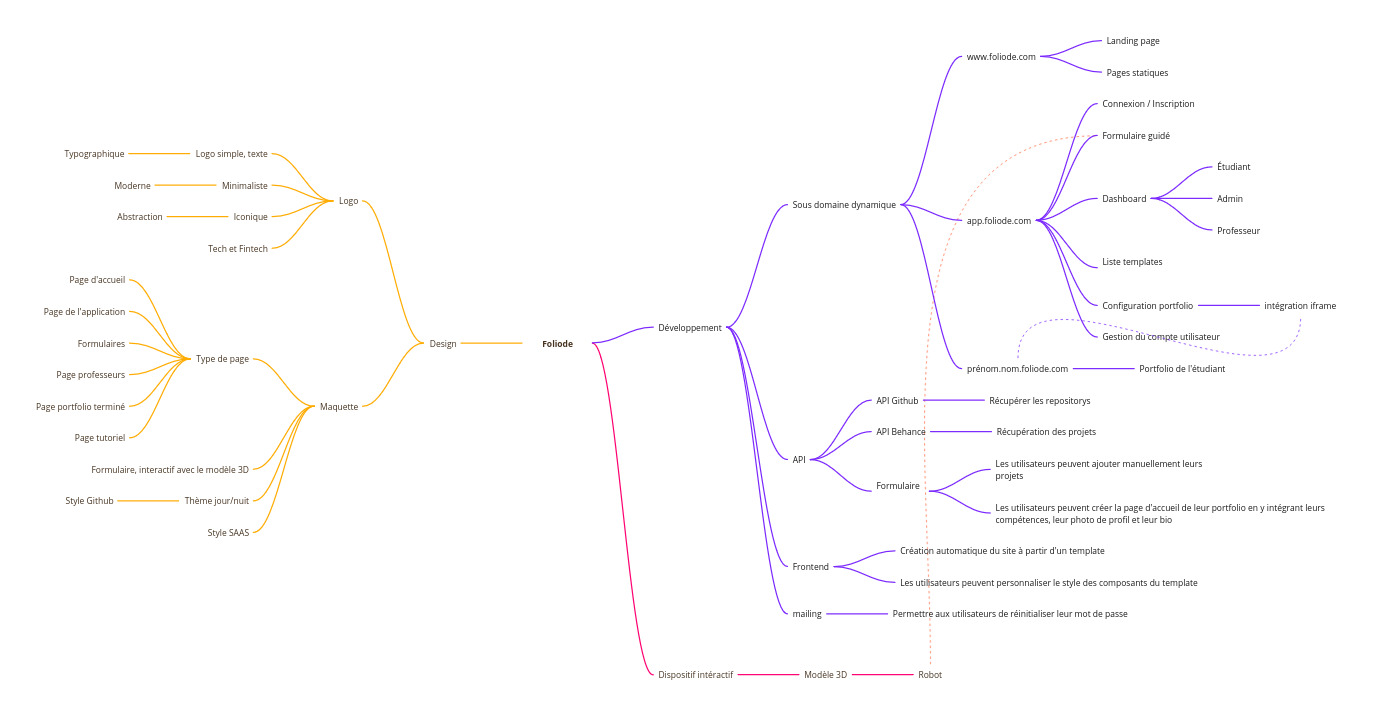 Foliode
Design
Logo
Logo simple, texte
Typographique
Minimaliste
Moderne
Iconique
Abstraction
Tech et Fintech
Maquette
Type de page
Page d'accueil
Page de l'application
Formulaires
Page professeurs
Page portfolio terminé
Page tutoriel
Formulaire, interactif avec le modèle 3D
Thème jour/nuit
Style Github
Style SAAS
Développement
Sous domaine dynamique
www.foliode.com
Landing page
Pages statiques
app.foliode.com
Connexion / Inscription
Formulaire guidé
Dashboard
Étudiant
Admin
Professeur
Liste templates
Configuration portfolio
intégration iframe
Gestion du compte utilisateur
prénom.nom.foliode.com
Portfolio de l'étudiant
API
API Github
Récupérer les repositorys
API Behance
Récupération des projets
Formulaire
Les utilisateurs peuvent ajouter manuellement leurs
projets
Les utilisateurs peuvent créer la page d'accueil de leur portfolio en y intégrant leurs
compétences, leur photo de profil et leur bio
Frontend
Création automatique du site à partir d'un template
Les utilisateurs peuvent personnaliser le style des composants du template
mailing
Permettre aux utilisateurs de réinitialiser leur mot de passe
Dispositif intéractif
Modèle 3D
Robot